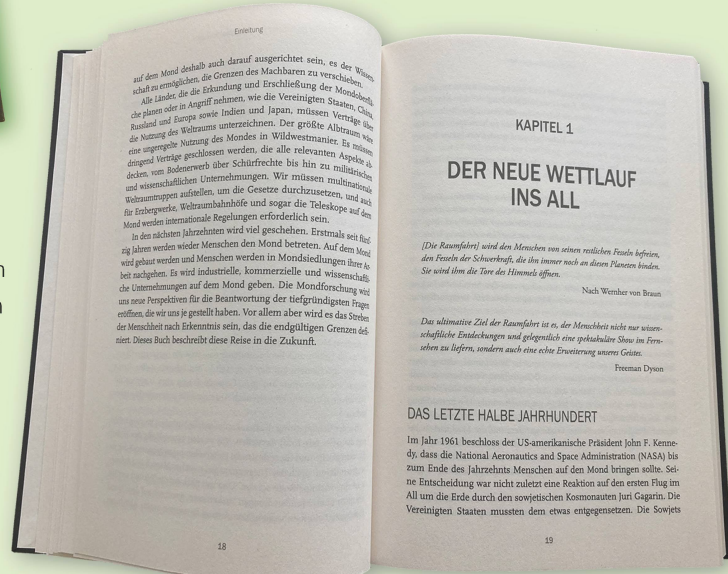 Einleitung
auf dem Mond deshalb auch darauf ausgerichtet sein, es der Wissen-
schaft zu ermöglichen, die Grenzen des Machbaren zu verschieben.
Alle Länder, die die Erkundung und Erschließung der Mondoberflä-
che planen oder in Angriff nehmen, wie die Vereinigten Staaten, China,
Russland und Europa sowie Indien und Japan, müssen Verträge über
die Nutzung des Weltraums unterzeichnen. Der größte Albtraum wäre
eine ungeregelte Nutzung des Mondes in Wildwestmanier. Es müssen
dringend Verträge geschlossen werden, die alle relevanten Aspekte ab-
decken, vom Bodenerwerb über Schürfrechte bis hin zu militärischen
und wissenschaftlichen Unternehmungen. Wir müssen multinationale
Weltraumtruppen aufstellen, um die Gesetze durchzusetzen, und auch
für Erzbergwerke, Weltraumbahnhöfe und sogar die Teleskope auf dem
Mond werden internationale Regelungen erforderlich sein.
In den nächsten Jahrzehnten wird viel geschehen. Erstmals seit fünf-
zig Jahren werden wieder Menschen den Mond betreten. Auf dem Mond
wird gebaut werden und Menschen werden in Mondsiedlungen ihrer Ar-
beit nachgehen. Es wird industrielle, kommerzielle und wissenschaftli-
che Unternehmungen auf dem Mond geben. Die Mondforschung wird
uns neue Perspektiven für die Beantwortung der tiefgründigsten Fragen
eröffnen, die wir uns je gestellt haben. Vor allem aber wird es das Streben
der Menschheit nach Erkenntnis sein, das die endgültigen Grenzen defi-
niert. Dieses Buch beschreibt diese Reise in die Zukunft.
18
KAPITEL 1
DER NEUE WETTLAUF
INS ALL
[Die Raumfahrt] wird den Menschen von seinen restlichen Fesseln befreien,
den Fesseln der Schwerkraft, die ihn immer noch an diesen Planeten binden.
Sie wird ihm die Tore des Himmels öffnen.
Nach Wernher von Braun
Das ultimative Ziel der Raumfahrt ist es, der Menschheit nicht nur wissen-
schaftliche Entdeckungen und gelegentlich eine spektakuläre Show im Fern-
sehen zu liefern, sondern auch eine echte Erweiterung unseres Geistes.
Freeman Dyson
DAS LETZTE HALBE JAHRHUNDERT
Im Jahr 1961 beschloss der US-amerikanische Präsident John F. Kenne-
dy, dass die National Aeronautics and Space Administration (NASA) bis
zum Ende des Jahrzehnts Menschen auf den Mond bringen sollte. Sei-
ne Entscheidung war nicht zuletzt eine Reaktion auf den ersten Flug im
All um die Erde durch den sowjetischen Kosmonauten Juri Gagarin. Die
Vereinigten Staaten mussten dem etwas entgegensetzen. Die Sowjets
19